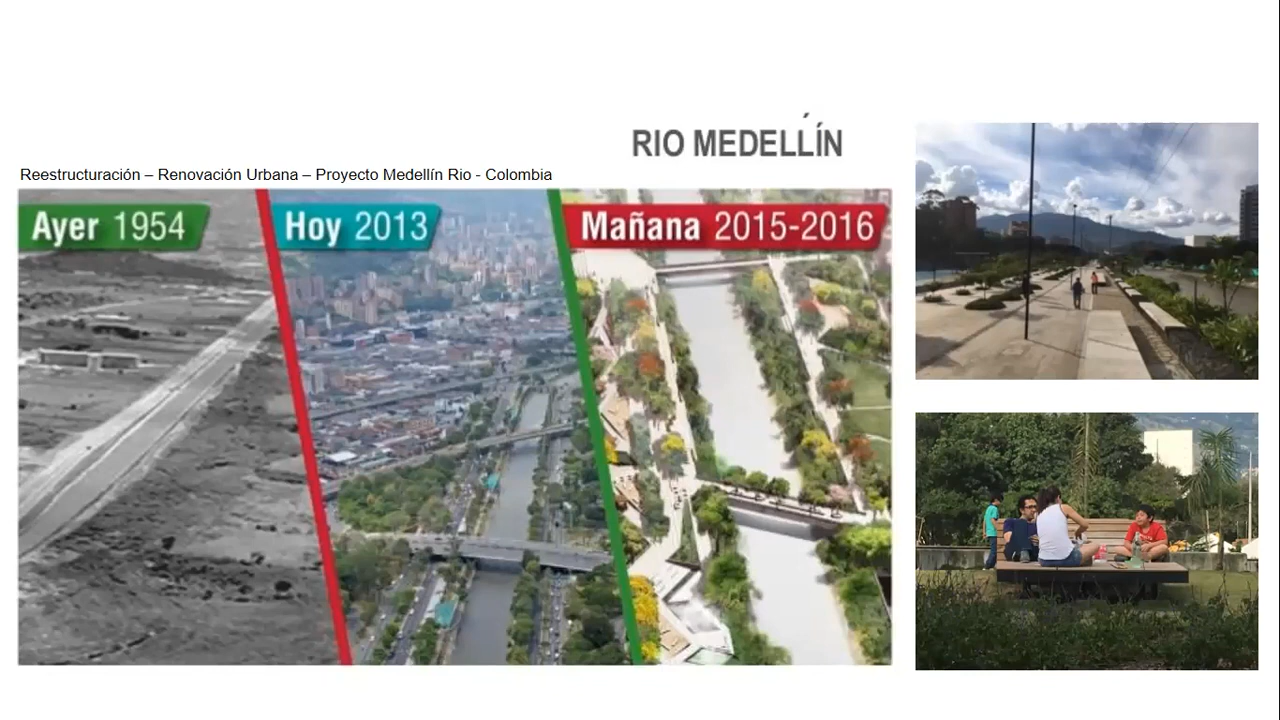 RIO MEDELLÍN
Reestructuración – Renovación Urbana – Proyecto Medellín Rio - Colombia
Ayer 1954
Hoy 2013
Mañana 2015-2016